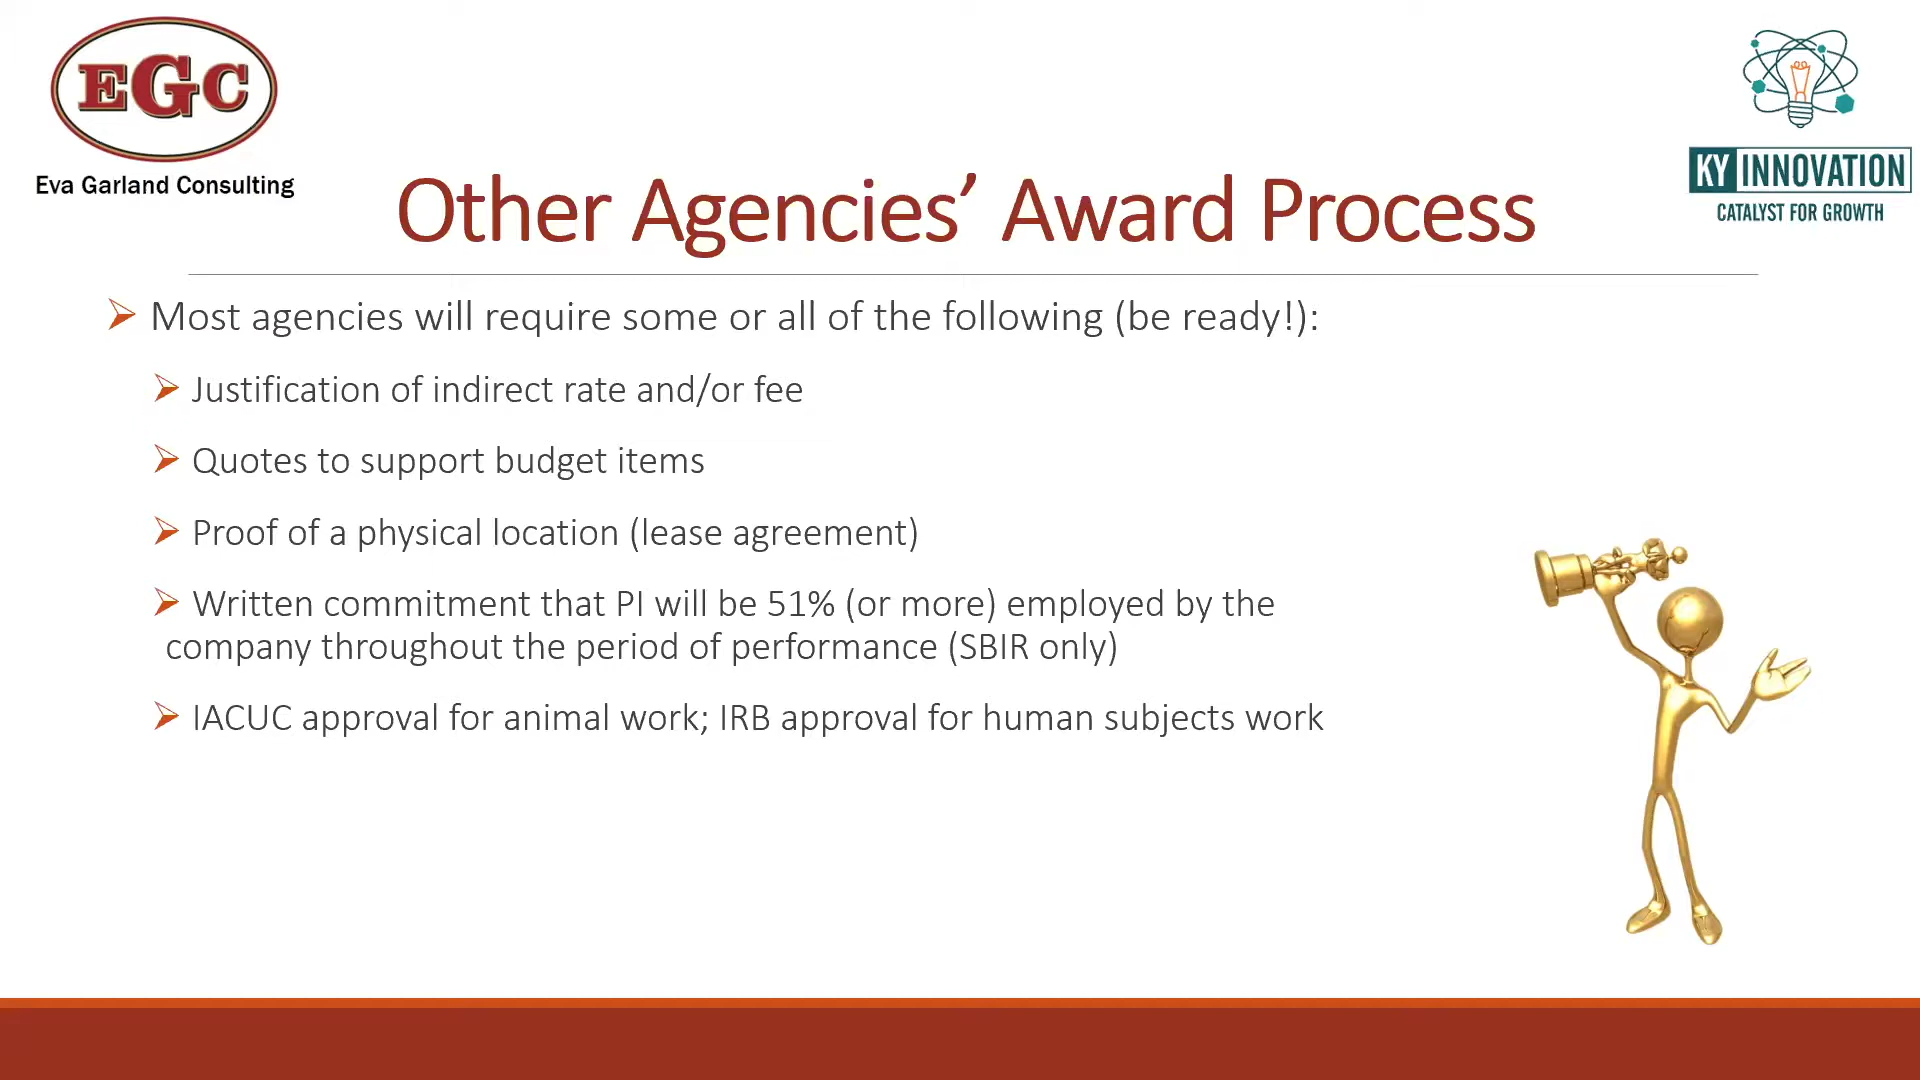 EGC
Eva Garland Consulting
KY INNOVATION
CATALYST FOR GROWTH
Other Agencies’ Award Process
Most agencies will require some or all of the following (be ready!):
Justification of indirect rate and/or fee
Quotes to support budget items
Proof of a physical location (lease agreement)
Written commitment that PI will be 51% (or more) employed by the
company throughout the period of performance (SBIR only)
IACUC approval for animal work; IRB approval for human subjects work